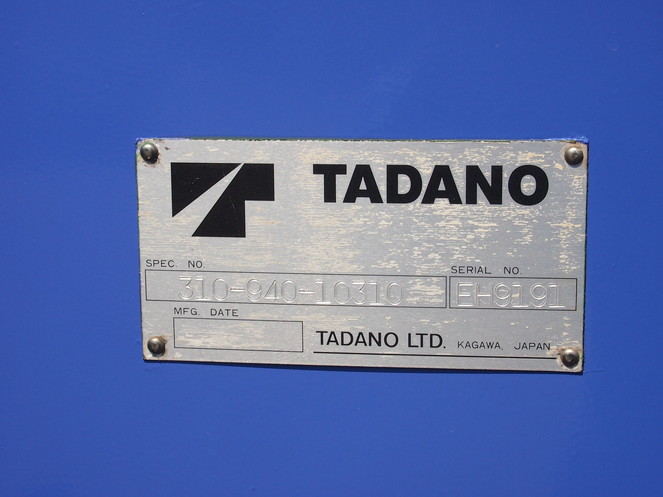 TADANO
SPEC. NO.
310-940-10310
SERIAL NO.
EH9191
MFG. DATE
TADANO LTD. KAGAWA, JAPAN